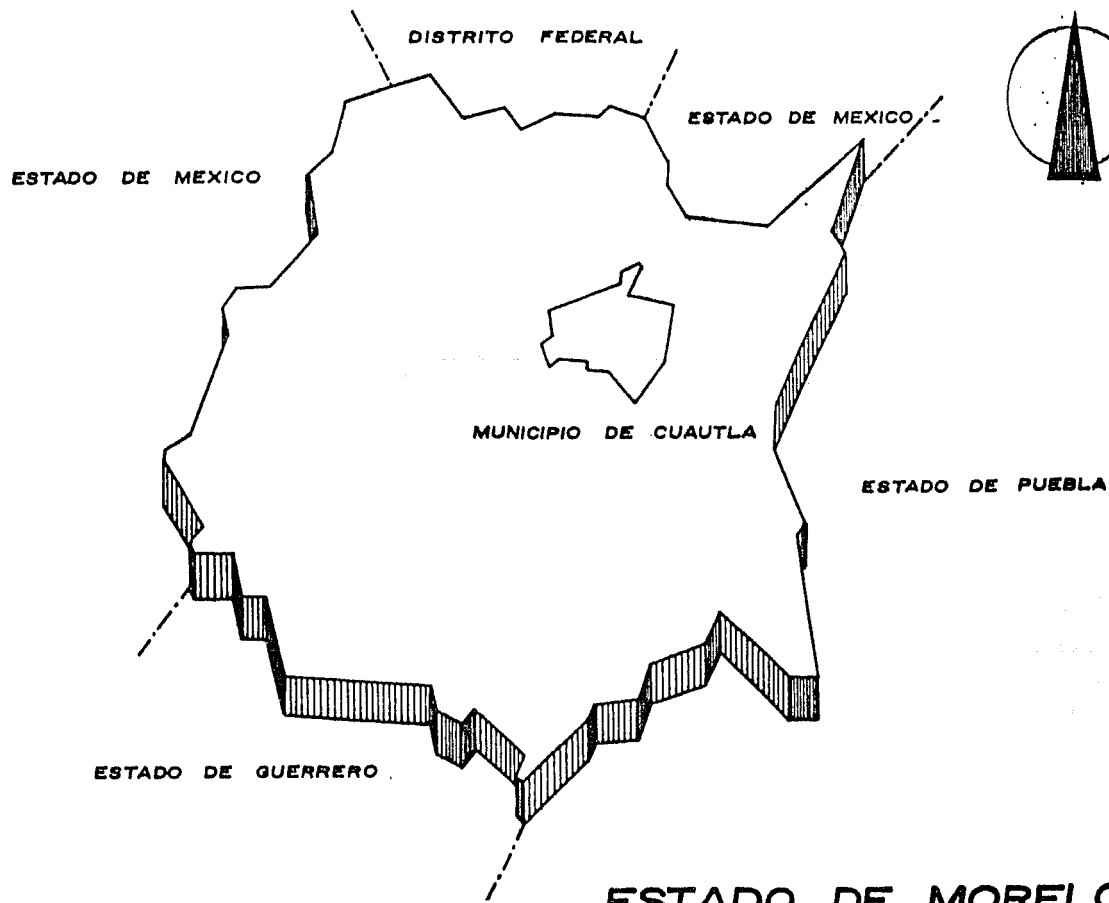 DISTRITO FEDERAL
ESTADO DE MEXICO
ESTADO DE MEXICO
MUNICIPIO DE CUAUTLA
ESTADO DE PUEBLA
ESTADO DE GUERRERO
ESTADO DE MORELO